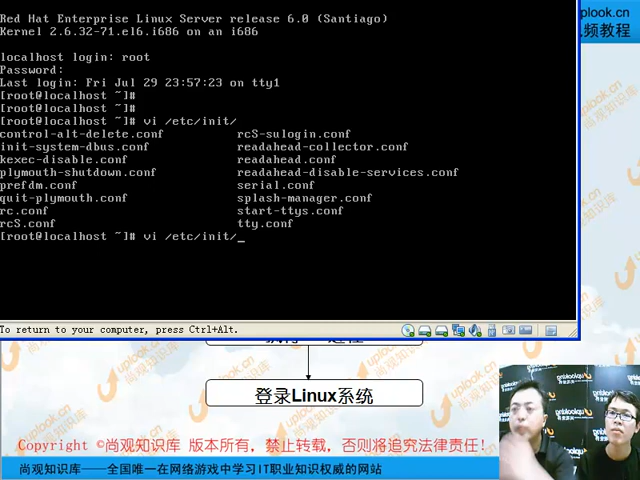 Red Hat Enterprise Linux Server release 6.0 (Santiago)
Kernel 2.6.32-71.el6.i686 on an i686
localhost login: root
Password:
Last login: Fri Jul 29 23:57:23 on tty1
[root@localhost ~]#
[root@localhost ~]#
[root@localhost ~]# vi /etc/init/
control-alt-delete.conf rcS-sulogin.conf
init-system-dbus.conf readahead-collector.conf
kexec-disable.conf readahead.conf
plymouth-shutdown.conf readahead-disable-services.conf
prefdm.conf serial.conf
quit-plymouth.conf splash-manager.conf
rc.conf start-ttys.conf
rcS.conf tty.conf
[root@localhost ~]# vi /etc/init/_
To return to your computer, press Ctrl+Alt.
plook.cn
频教程
登录Linux系统
Copyright ©尚观知识库 版本所有，禁止转载，否则将追究法律责任！
尚观知识库——全国唯一在网络游戏中学习IT职业知识权威的网站